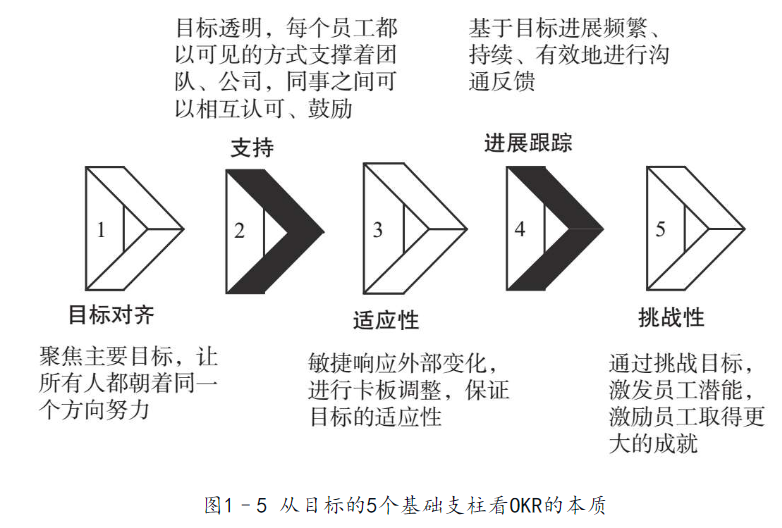 目标透明，每个员工都
以可见的方式支撑着团
队、公司，同事之间可
以相互认可、鼓励
支持
基于目标进展频繁、
持续、有效地进行沟
通反馈
进展跟踪
1
2
3
4
5
目标对齐
聚焦主要目标，让
所有人都朝着同一
个方向努力
适应性
敏捷响应外部变化，
进行卡板调整，保证
目标的适应性
挑战性
通过挑战目标，
激发员工潜能，
激励员工取得更
大的成就
图1-5 从目标的5个基础支柱看OKR的本质